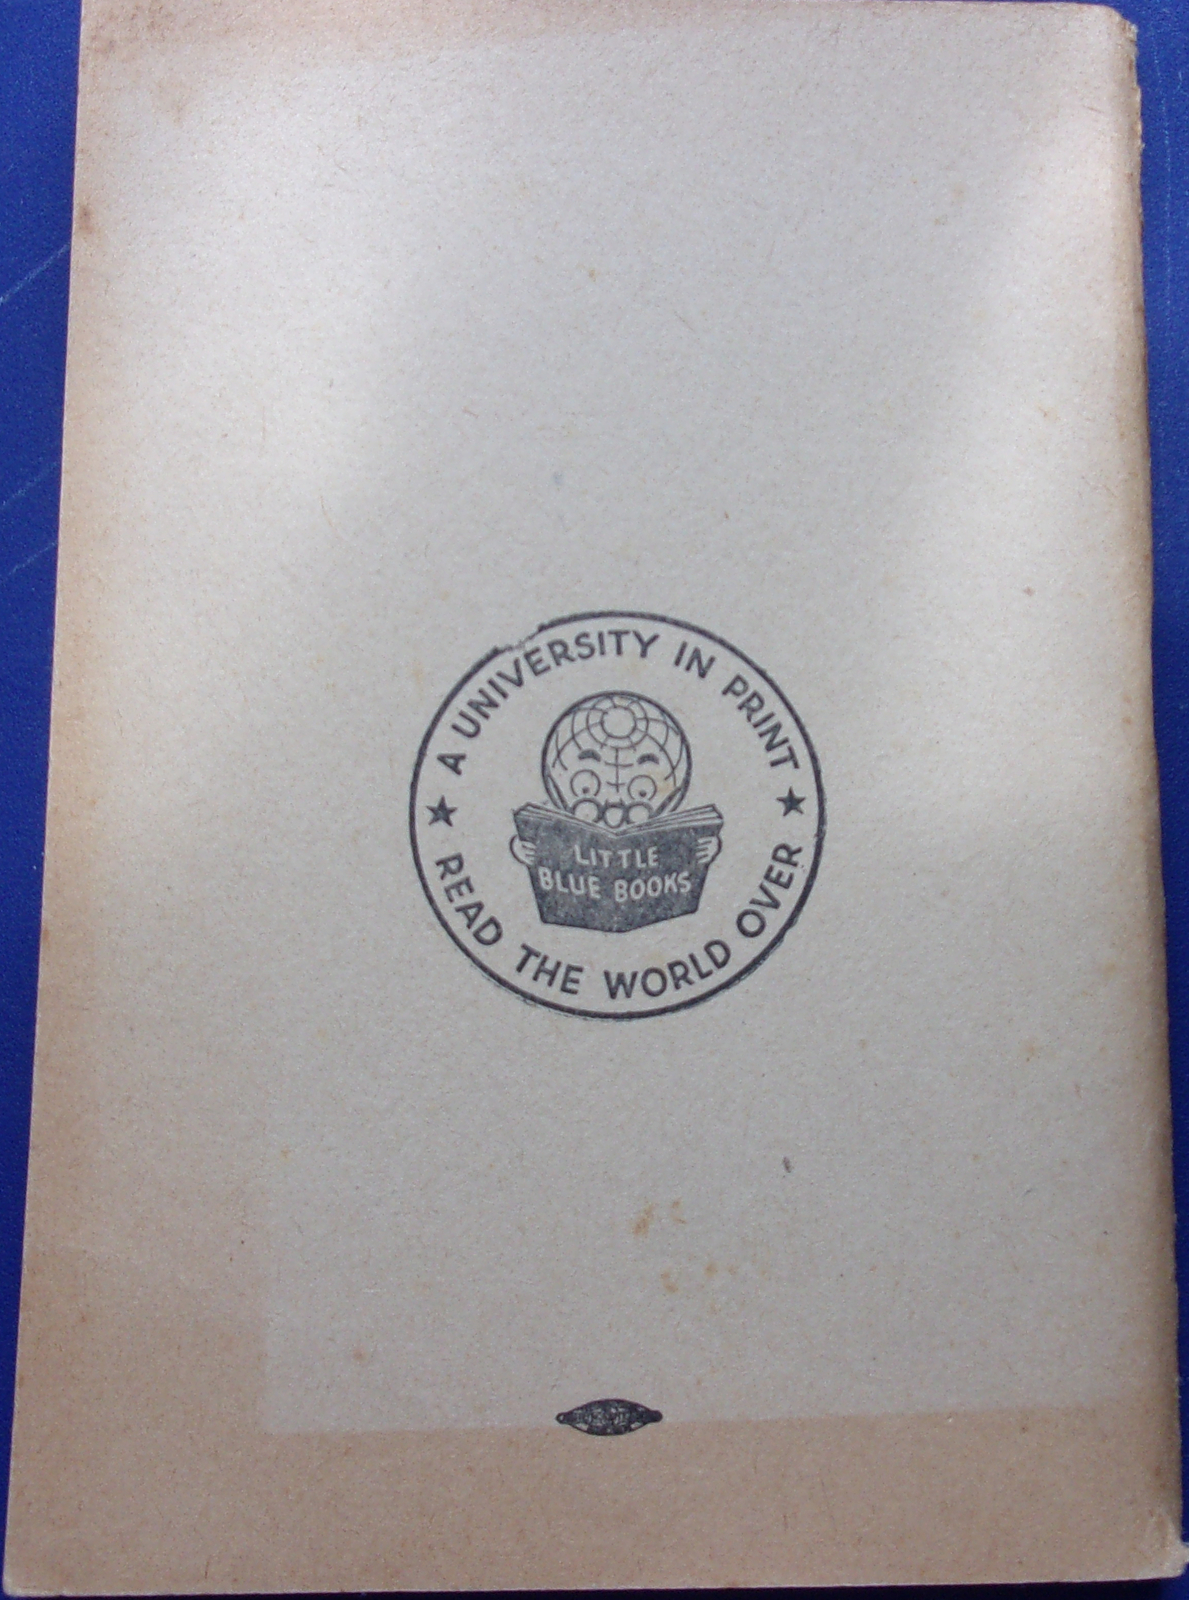 A UNIVERSITY IN PRINT
LITTLE
BLUE BOOKS
READ THE WORLD OVER